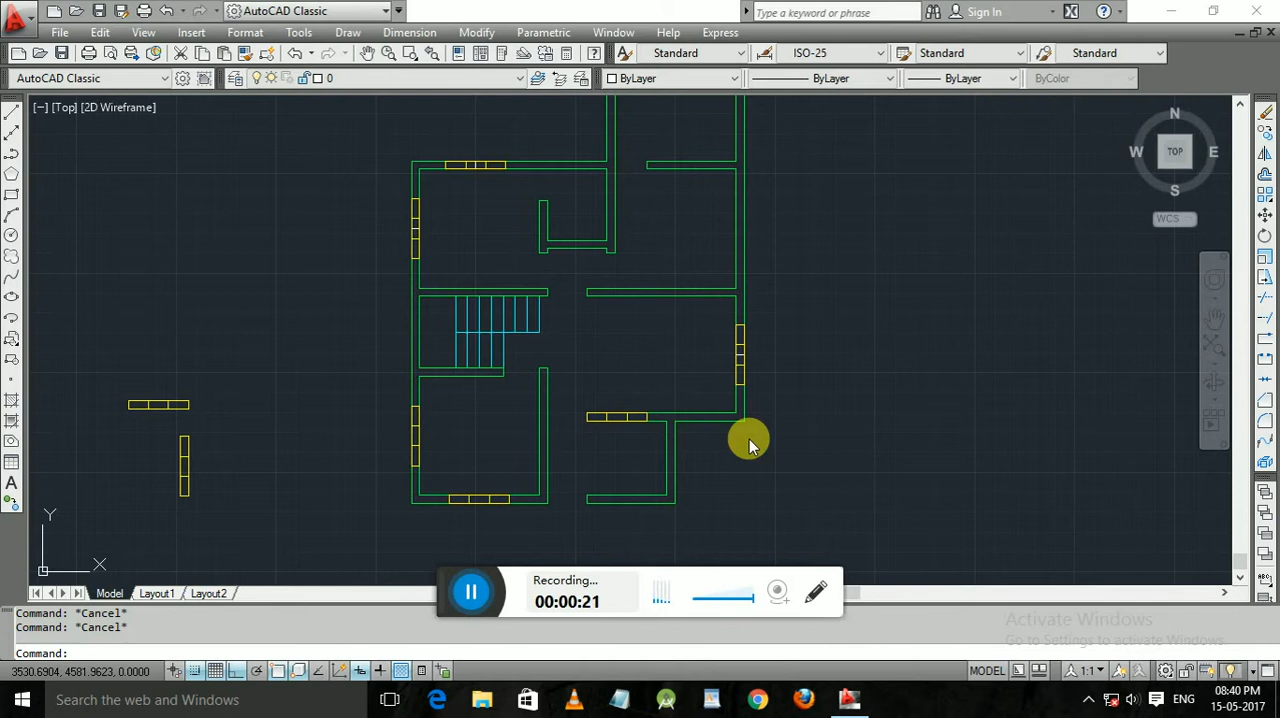 AutoCAD Classic
Type a keyword or phrase
Sign In
File Edit View Insert Format Tools Draw Dimension Modify Parametric Window Help Express
Standard ISO-25 Standard Standard
AutoCAD Classic 0 ByLayer ByLayer ByLayer ByColor
[−] [Top] [2D Wireframe]
N
W TOP E
S
WCS
A
Y
X
Recording...
00:00:21
Model Layout1 Layout2
Command: *Cancel*
Command: *Cancel*
Command:
Activate Windows
Go to Settings to activate Windows.
3530.6904, 4581.9623, 0.0000
MODEL
1:1
Search the web and Windows
ENG
08:40 PM
15-05-2017